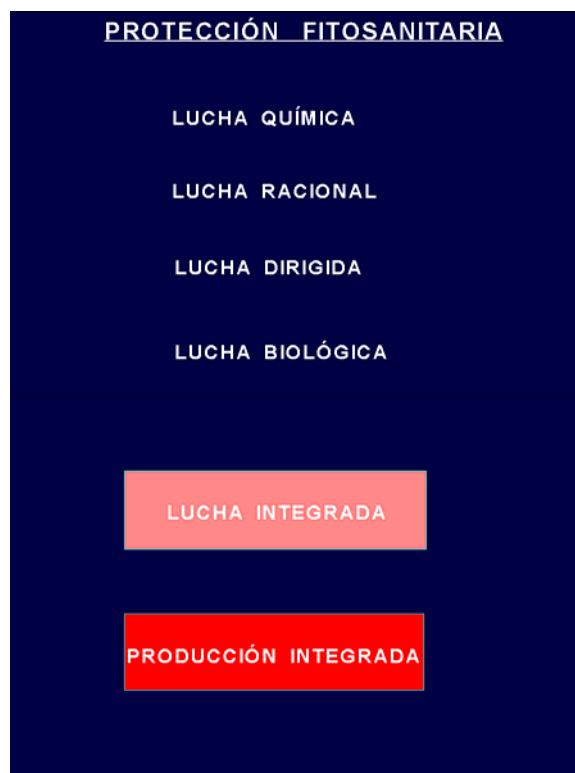 PROTECCIÓN FITOSANITARIA
LUCHA QUÍMICA
LUCHA RACIONAL
LUCHA DIRIGIDA
LUCHA BIOLÓGICA
LUCHA INTEGRADA
PRODUCCIÓN INTEGRADA